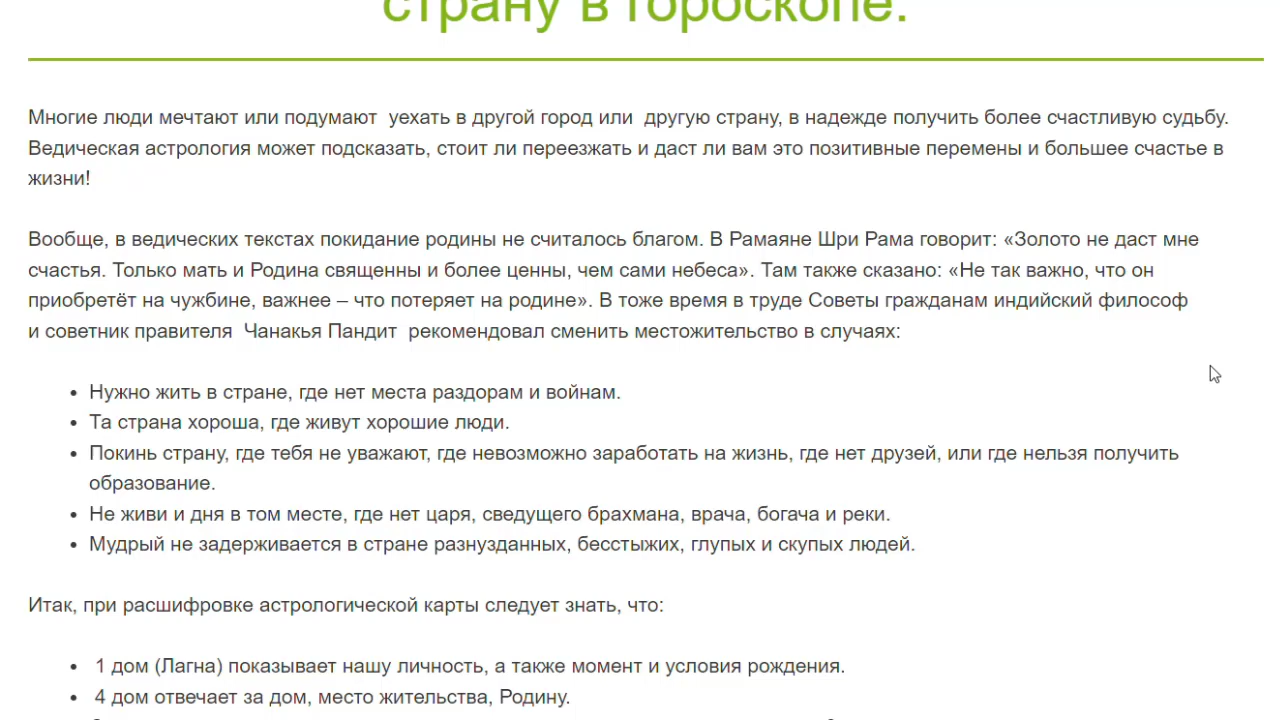 страну в гороскопе.
Многие люди мечтают или подумают  уехать в другой город или  другую страну, в надежде получить более счастливую судьбу.
Ведическая астрология может подсказать, стоит ли переезжать и даст ли вам это позитивные перемены и большее счастье в
жизни!
Вообще, в ведических текстах покидание родины не считалось благом. В Рамаяне Шри Рама говорит: «Золото не даст мне
счастья. Только мать и Родина священны и более ценны, чем сами небеса». Там также сказано: «Не так важно, что он
приобретёт на чужбине, важнее – что потеряет на родине». В тоже время в труде Советы гражданам индийский философ
и советник правителя  Чанакья Пандит  рекомендовал сменить местожительство в случаях:
• Нужно жить в стране, где нет места раздорам и войнам.
• Та страна хороша, где живут хорошие люди.
• Покинь страну, где тебя не уважают, где невозможно заработать на жизнь, где нет друзей, или где нельзя получить
образование.
• Не живи и дня в том месте, где нет царя, сведущего брахмана, врача, богача и реки.
• Мудрый не задерживается в стране разнузданных, бесстыжих, глупых и скупых людей.
Итак, при расшифровке астрологической карты следует знать, что:
• 1 дом (Лагна) показывает нашу личность, а также момент и условия рождения.
• 4 дом отвечает за дом, место жительства, Родину.